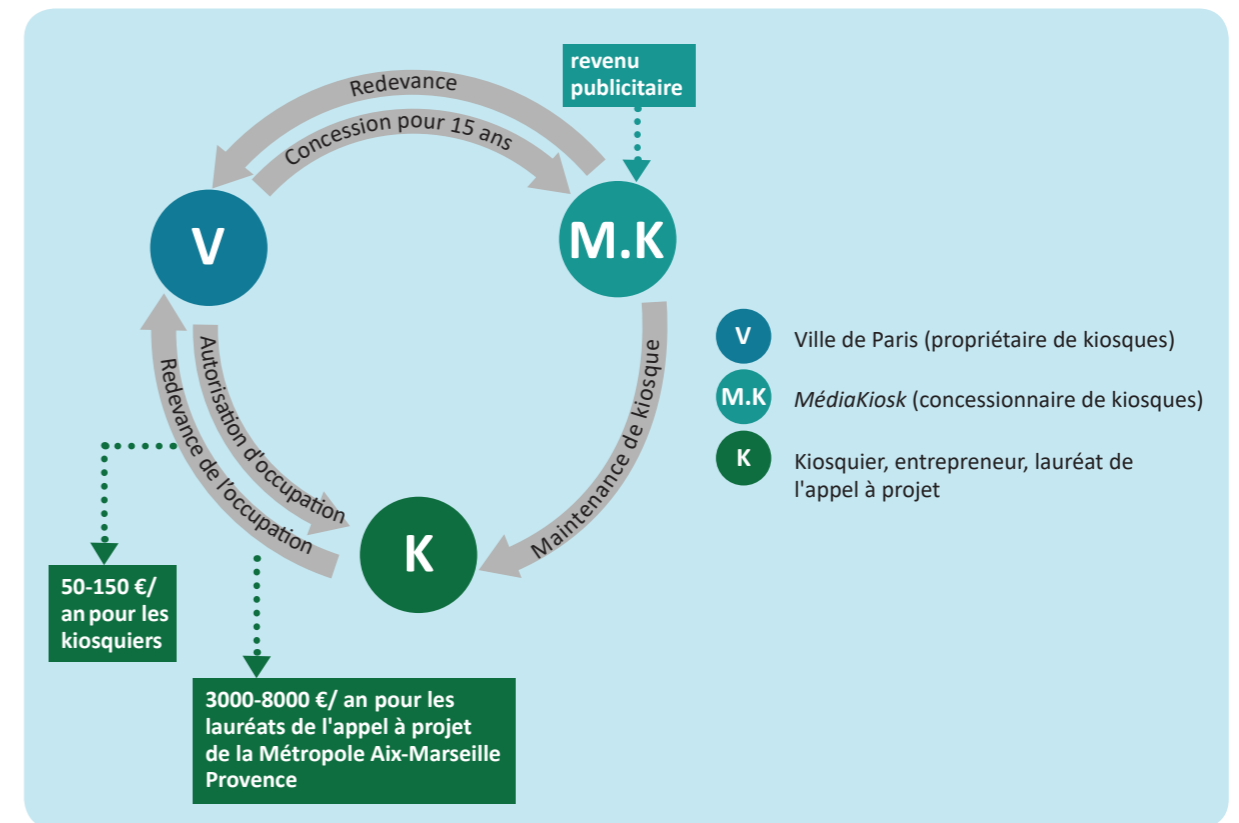 revenu
publicitaire
Redevance
Concession pour 15 ans
V
M.K
Autorisation d'occupation
Redevance de l'occupation
Maintenance de kiosque
K
50-150 €/
an pour les
kiosquiers
3000-8000 €/ an pour les
lauréats de l'appel à projet
de la Métropole Aix-Marseille
Provence
V
Ville de Paris (propriétaire de kiosques)
M.K
MédiaKiosk (concessionnaire de kiosques)
K
Kiosquier, entrepreneur, lauréat de
l'appel à projet